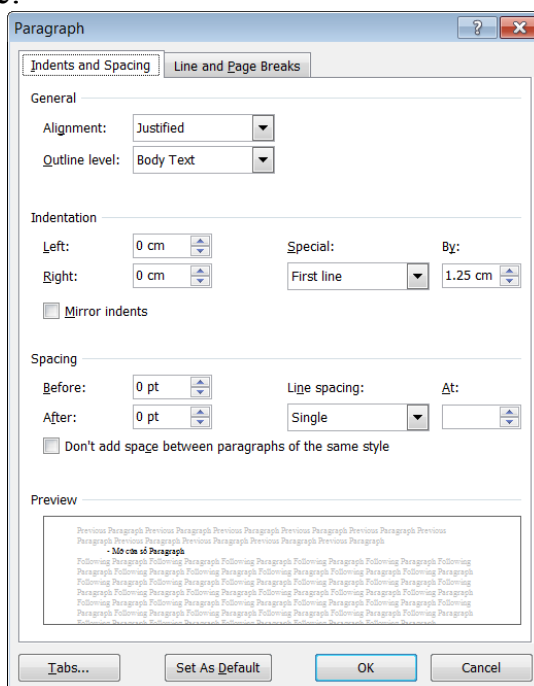 Paragraph
Indents and Spacing Line and Page Breaks
General
Alignment: Justified
Outline level: Body Text
Indentation
Left: 0 cm Special: By:
Right: 0 cm First line 1.25 cm
Mirror indents
Spacing
Before: 0 pt Line spacing: At:
After: 0 pt Single
Don't add space between paragraphs of the same style
Preview
Previous Paragraph Previous Paragraph Previous Paragraph Previous Paragraph Previous Paragraph Previous
Paragraph Previous Paragraph Previous Paragraph Previous Paragraph Previous Paragraph
- Mở cửa sổ Paragraph
Following Paragraph Following Paragraph Following Paragraph Following Paragraph Following Paragraph Following
Paragraph Following Paragraph Following Paragraph Following Paragraph Following Paragraph Following Paragraph
Following Paragraph Following Paragraph Following Paragraph Following Paragraph Following Paragraph Following
Paragraph Following Paragraph Following Paragraph Following Paragraph Following Paragraph Following Paragraph
Following Paragraph Following Paragraph Following Paragraph Following Paragraph Following Paragraph Following
Paragraph Following Paragraph Following Paragraph Following Paragraph Following Paragraph Following Paragraph
Tabs... Set As Default OK Cancel